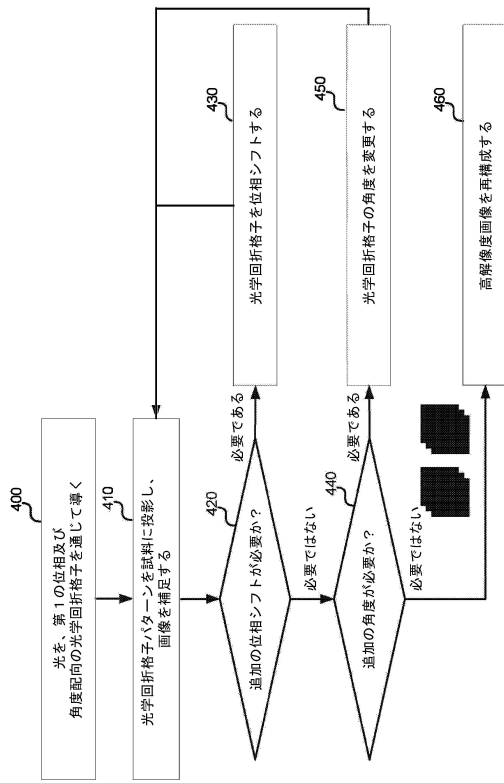 400
光を、第1の位相及び
角度配向の光学回折格子を通じて導く
410
光学回折格子パターンを試料に投影し、
画像を補足する
420
追加の位相シフトが必要か?
必要である
430
光学回折格子を位相シフトする
必要ではない
440
追加の角度が必要か?
必要である
450
光学回折格子の角度を変更する
必要ではない
460
高解像度画像を再構成する